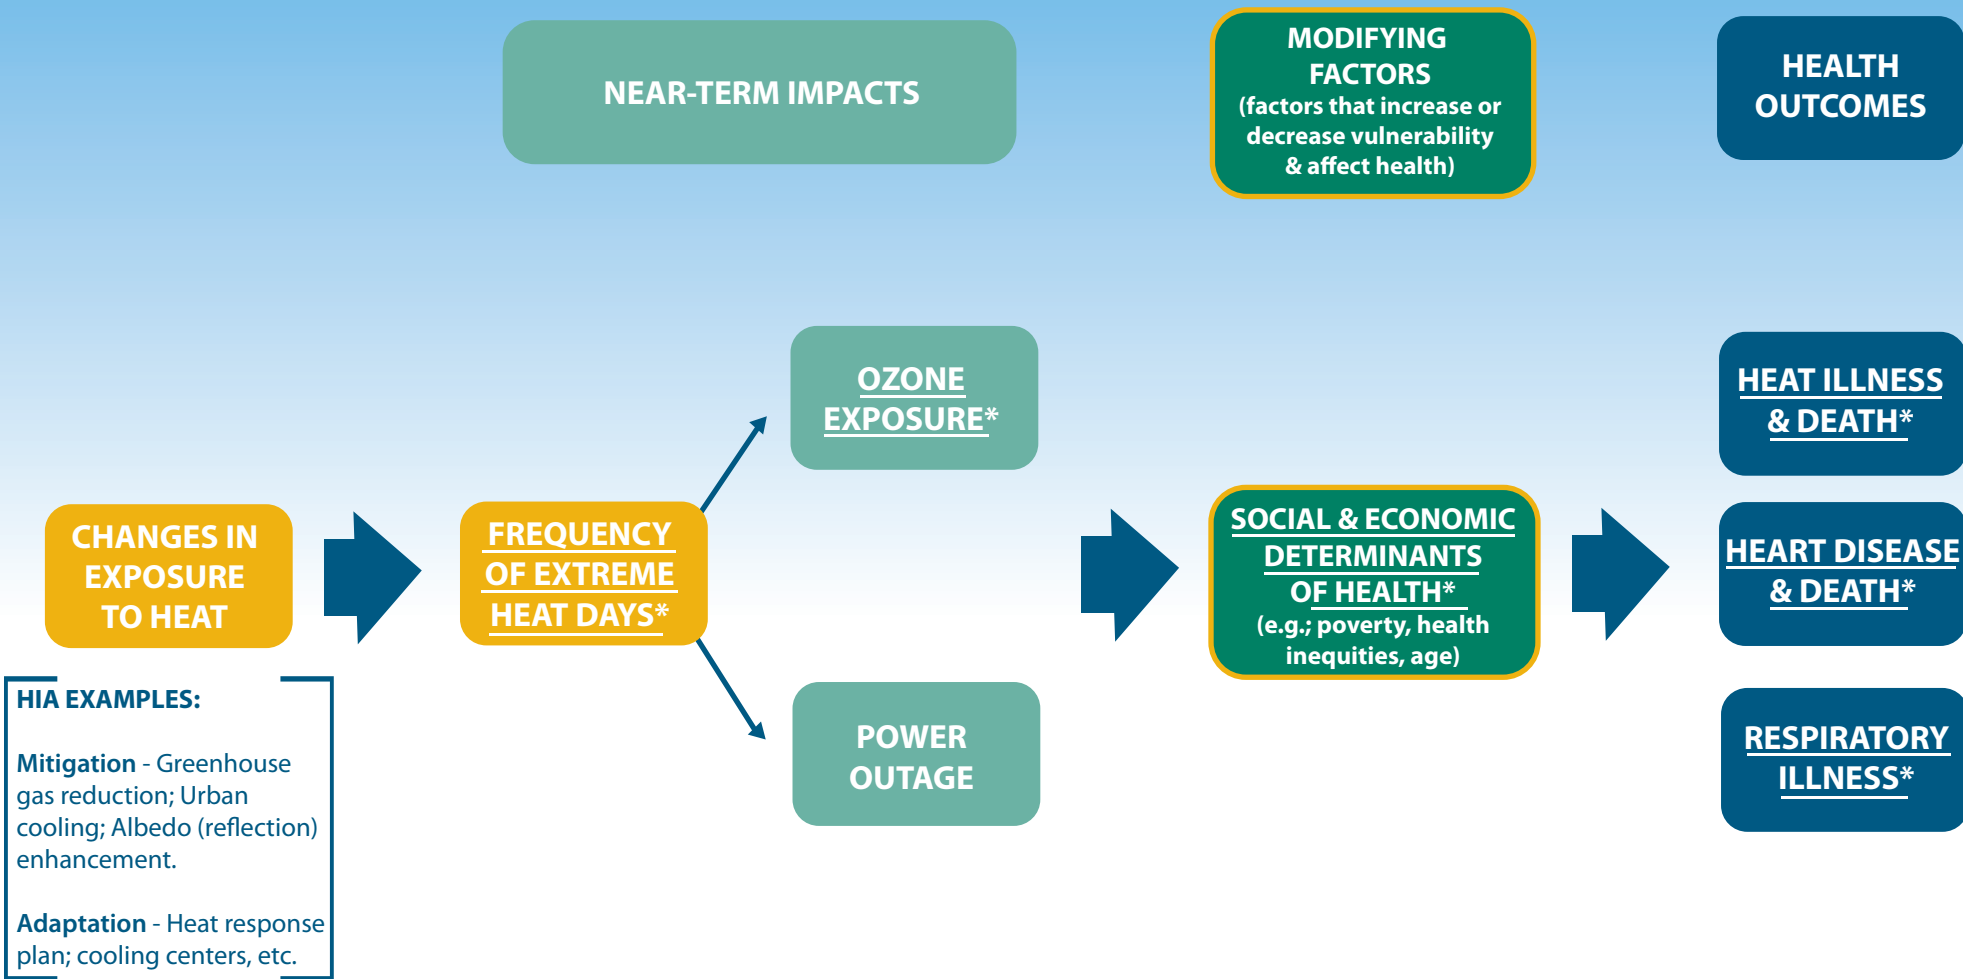 NEAR-TERM IMPACTS
MODIFYING
FACTORS
(factors that increase or
decrease vulnerability
& affect health)
HEALTH
OUTCOMES
CHANGES IN
EXPOSURE
TO HEAT
FREQUENCY
OF EXTREME
HEAT DAYS*
OZONE
EXPOSURE*
POWER
OUTAGE
SOCIAL & ECONOMIC
DETERMINANTS
OF HEALTH*
(e.g.; poverty, health
inequities, age)
HEAT ILLNESS
& DEATH*
HEART DISEASE
& DEATH*
RESPIRATORY
ILLNESS*
HIA EXAMPLES:
Mitigation - Greenhouse
gas reduction; Urban
cooling; Albedo (reflection)
enhancement.
Adaptation - Heat response
plan; cooling centers, etc.